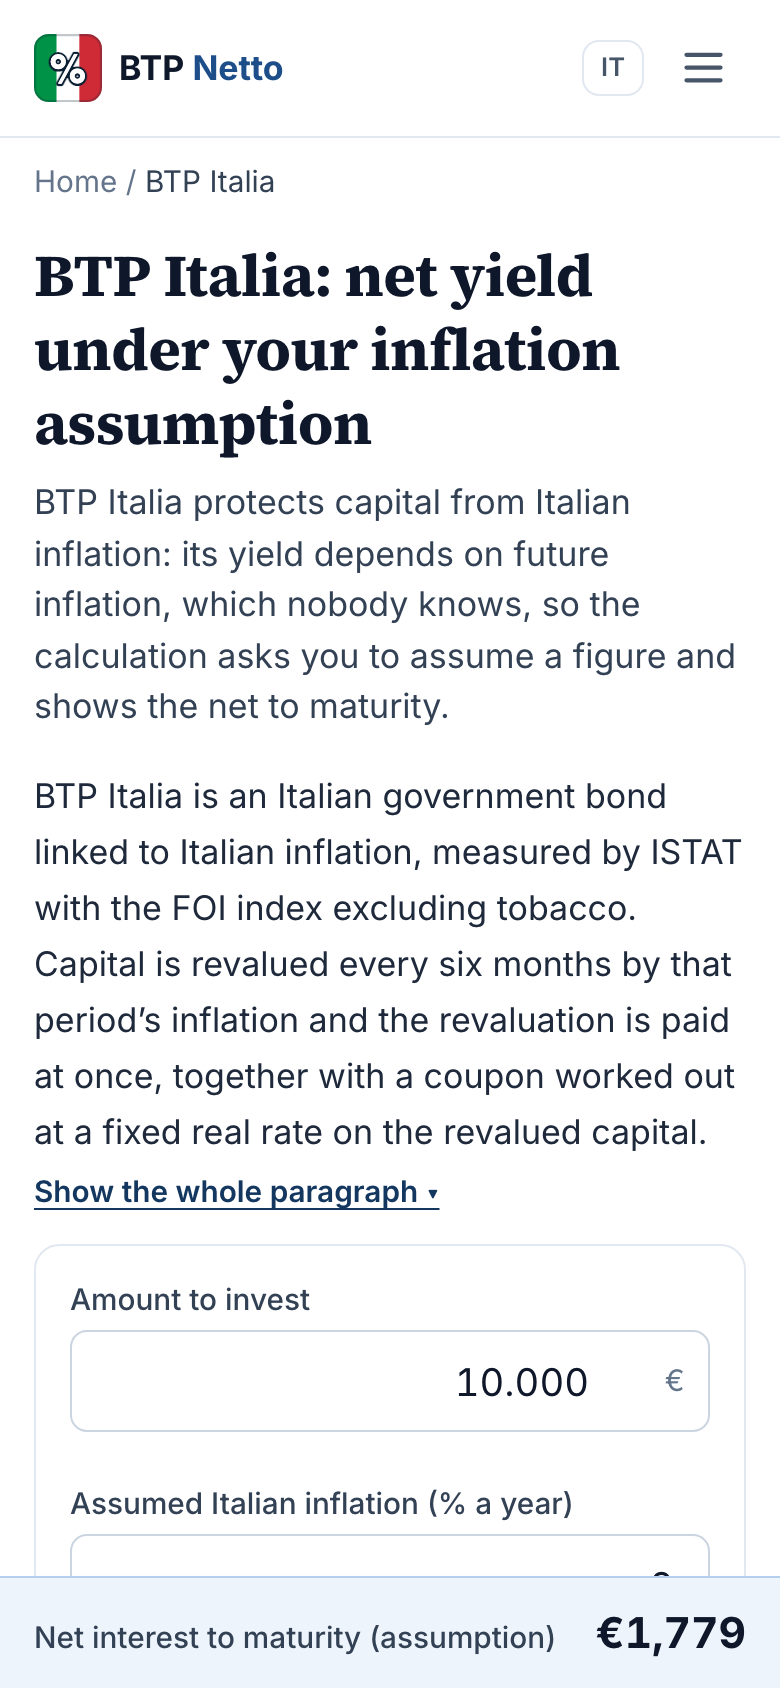 %
BTP Netto
IT
Home / BTP Italia
BTP Italia: net yield
under your inflation
assumption
BTP Italia protects capital from Italian
inflation: its yield depends on future
inflation, which nobody knows, so the
calculation asks you to assume a figure and
shows the net to maturity.
BTP Italia is an Italian government bond
linked to Italian inflation, measured by ISTAT
with the FOI index excluding tobacco.
Capital is revalued every six months by that
period’s inflation and the revaluation is paid
at once, together with a coupon worked out
at a fixed real rate on the revalued capital.
Show the whole paragraph ▾
Amount to invest
10.000 €
Assumed Italian inflation (% a year)
Net interest to maturity (assumption) €1,779